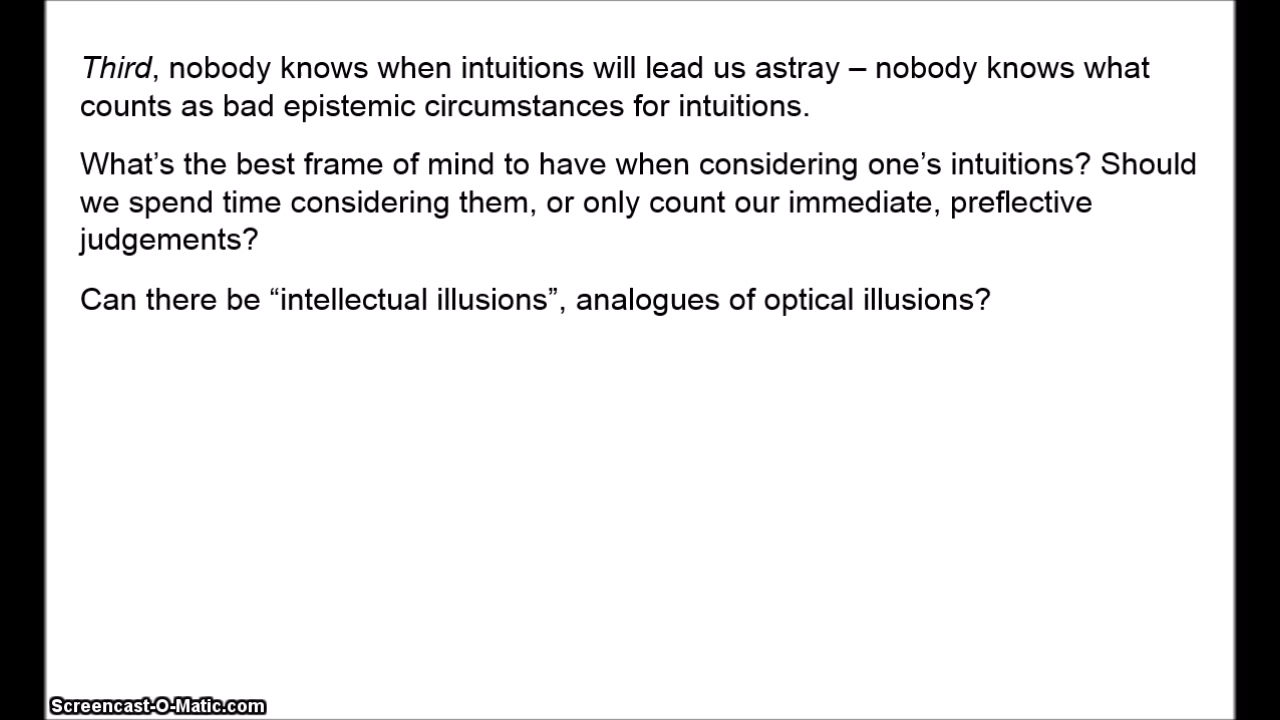 Third, nobody knows when intuitions will lead us astray – nobody knows what
counts as bad epistemic circumstances for intuitions.
What’s the best frame of mind to have when considering one’s intuitions? Should
we spend time considering them, or only count our immediate, preflective
judgements?
Can there be “intellectual illusions”, analogues of optical illusions?
Screencast-O-Matic.com